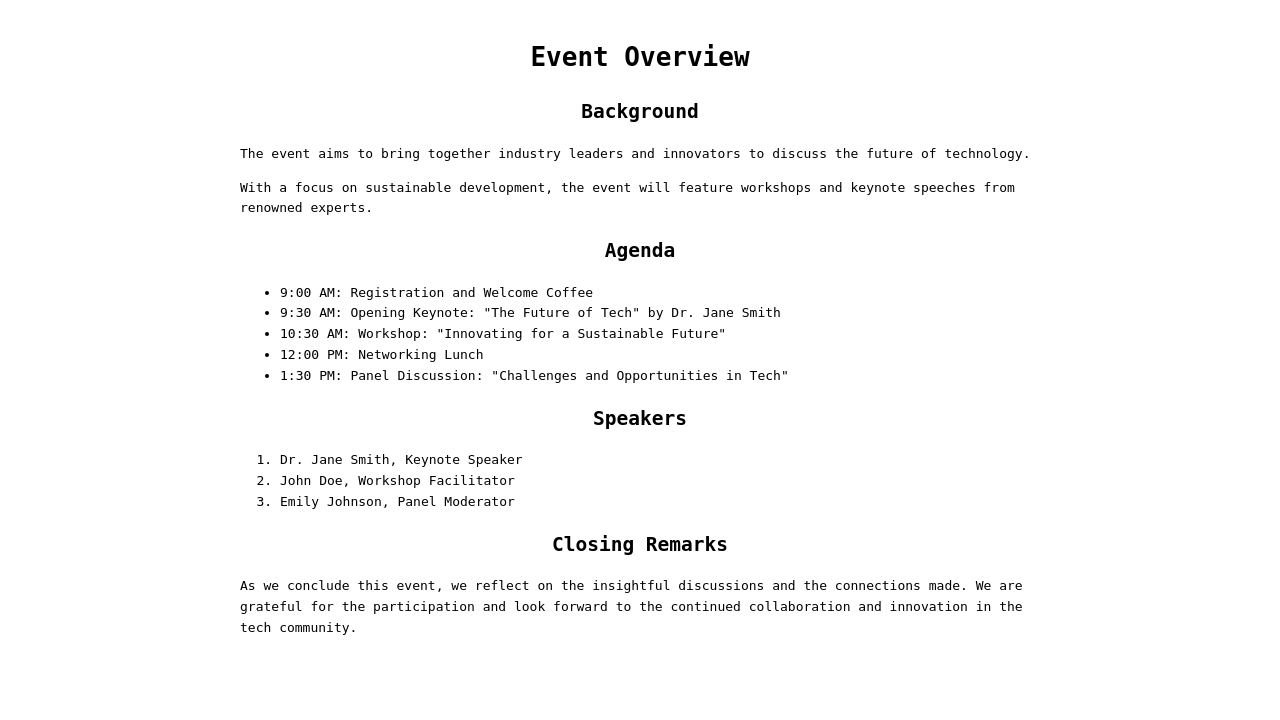 Event Overview
Background
The event aims to bring together industry leaders and innovators to discuss the future of technology.
With a focus on sustainable development, the event will feature workshops and keynote speeches from
renowned experts.
Agenda
• 9:00 AM: Registration and Welcome Coffee
• 9:30 AM: Opening Keynote: "The Future of Tech" by Dr. Jane Smith
• 10:30 AM: Workshop: "Innovating for a Sustainable Future"
• 12:00 PM: Networking Lunch
• 1:30 PM: Panel Discussion: "Challenges and Opportunities in Tech"
Speakers
1. Dr. Jane Smith, Keynote Speaker
2. John Doe, Workshop Facilitator
3. Emily Johnson, Panel Moderator
Closing Remarks
As we conclude this event, we reflect on the insightful discussions and the connections made. We are
grateful for the participation and look forward to the continued collaboration and innovation in the
tech community.